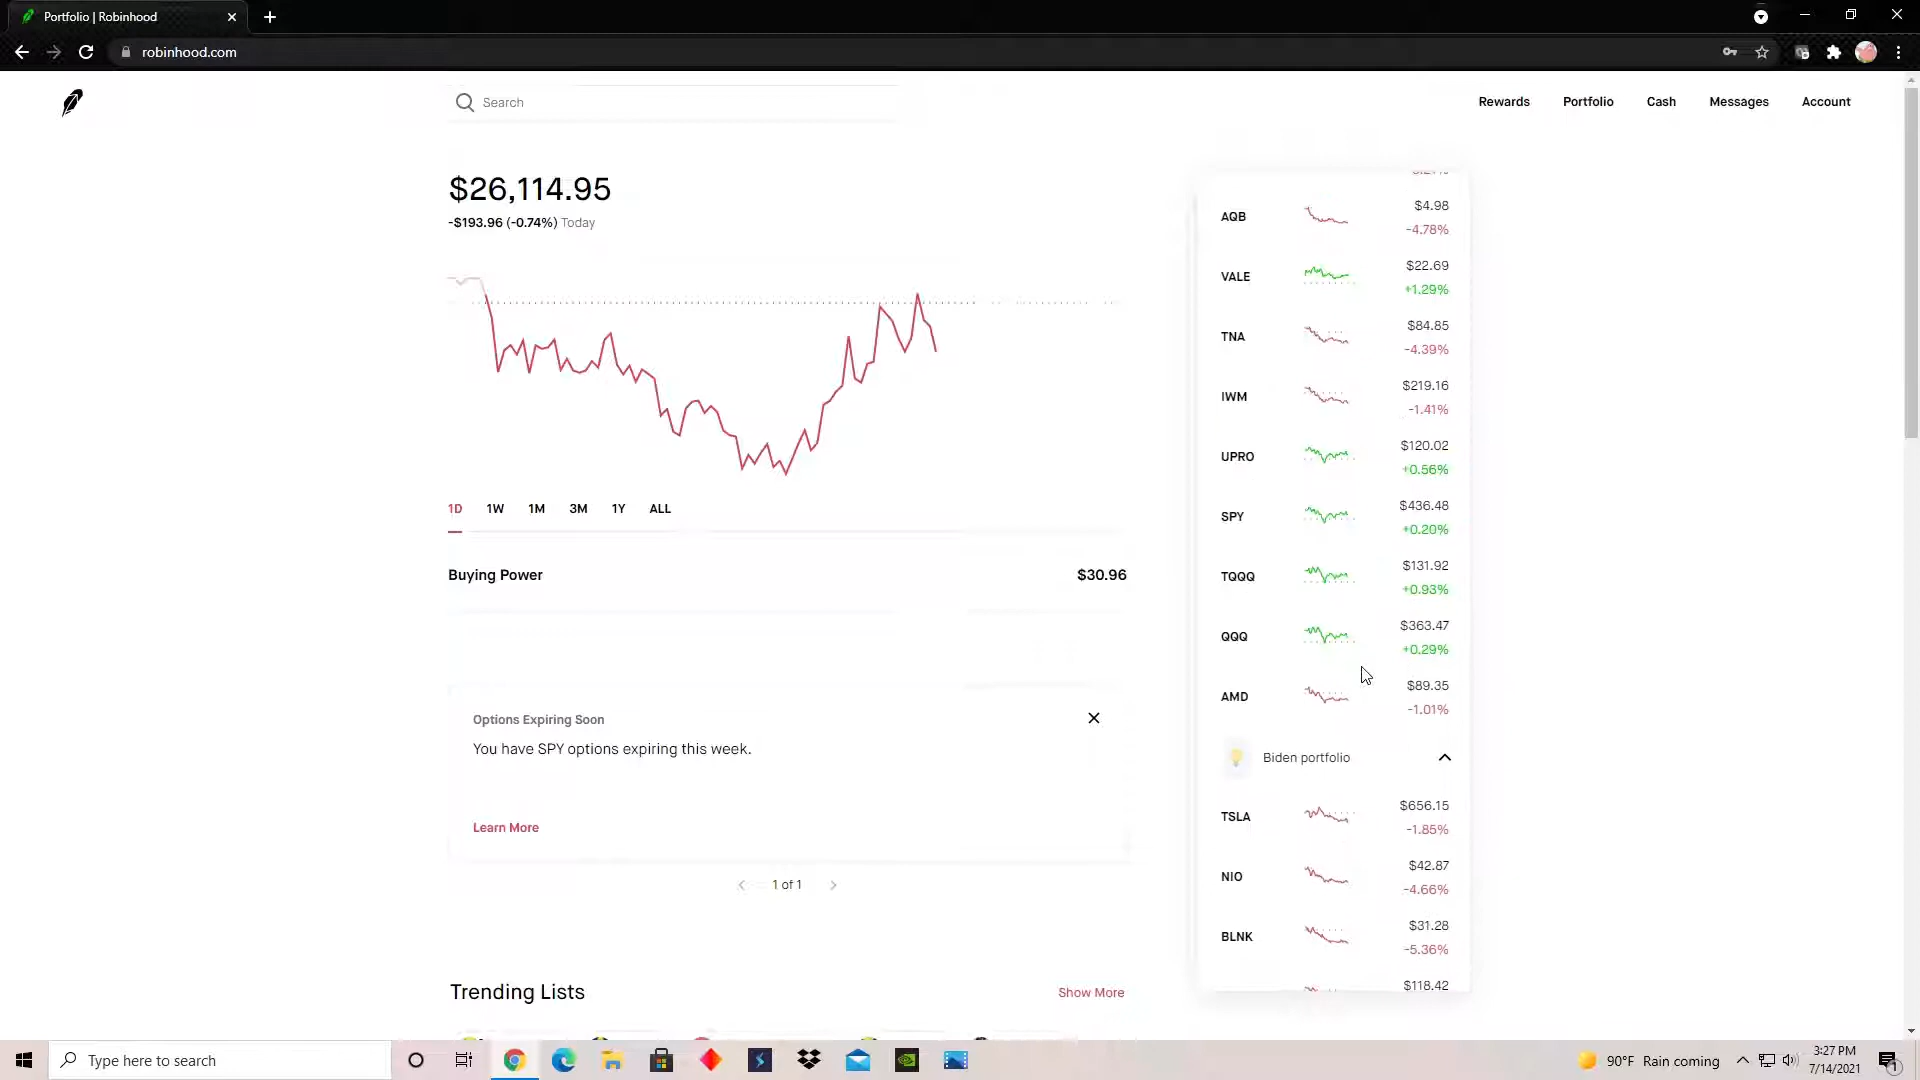 Portfolio | Robinhood
robinhood.com
Search
Rewards
Portfolio
Cash
Messages
Account
$26,114.95
-$193.96 (-0.74%) Today
1D
1W
1M
3M
1Y
ALL
Buying Power
$30.96
Options Expiring Soon
You have SPY options expiring this week.
Learn More
1 of 1
Trending Lists
Show More
AQB
$4.98
-4.78%
VALE
$22.69
+1.29%
TNA
$84.85
-4.39%
IWM
$219.16
-1.41%
UPRO
$120.02
+0.56%
SPY
$436.48
+0.20%
TQQQ
$131.92
+0.93%
QQQ
$363.47
+0.29%
AMD
$89.35
-1.01%
Biden portfolio
TSLA
$656.15
-1.85%
NIO
$42.87
-4.66%
BLNK
$31.28
-5.36%
$118.42
Type here to search
90°F Rain coming
3:27 PM
7/14/2021
1